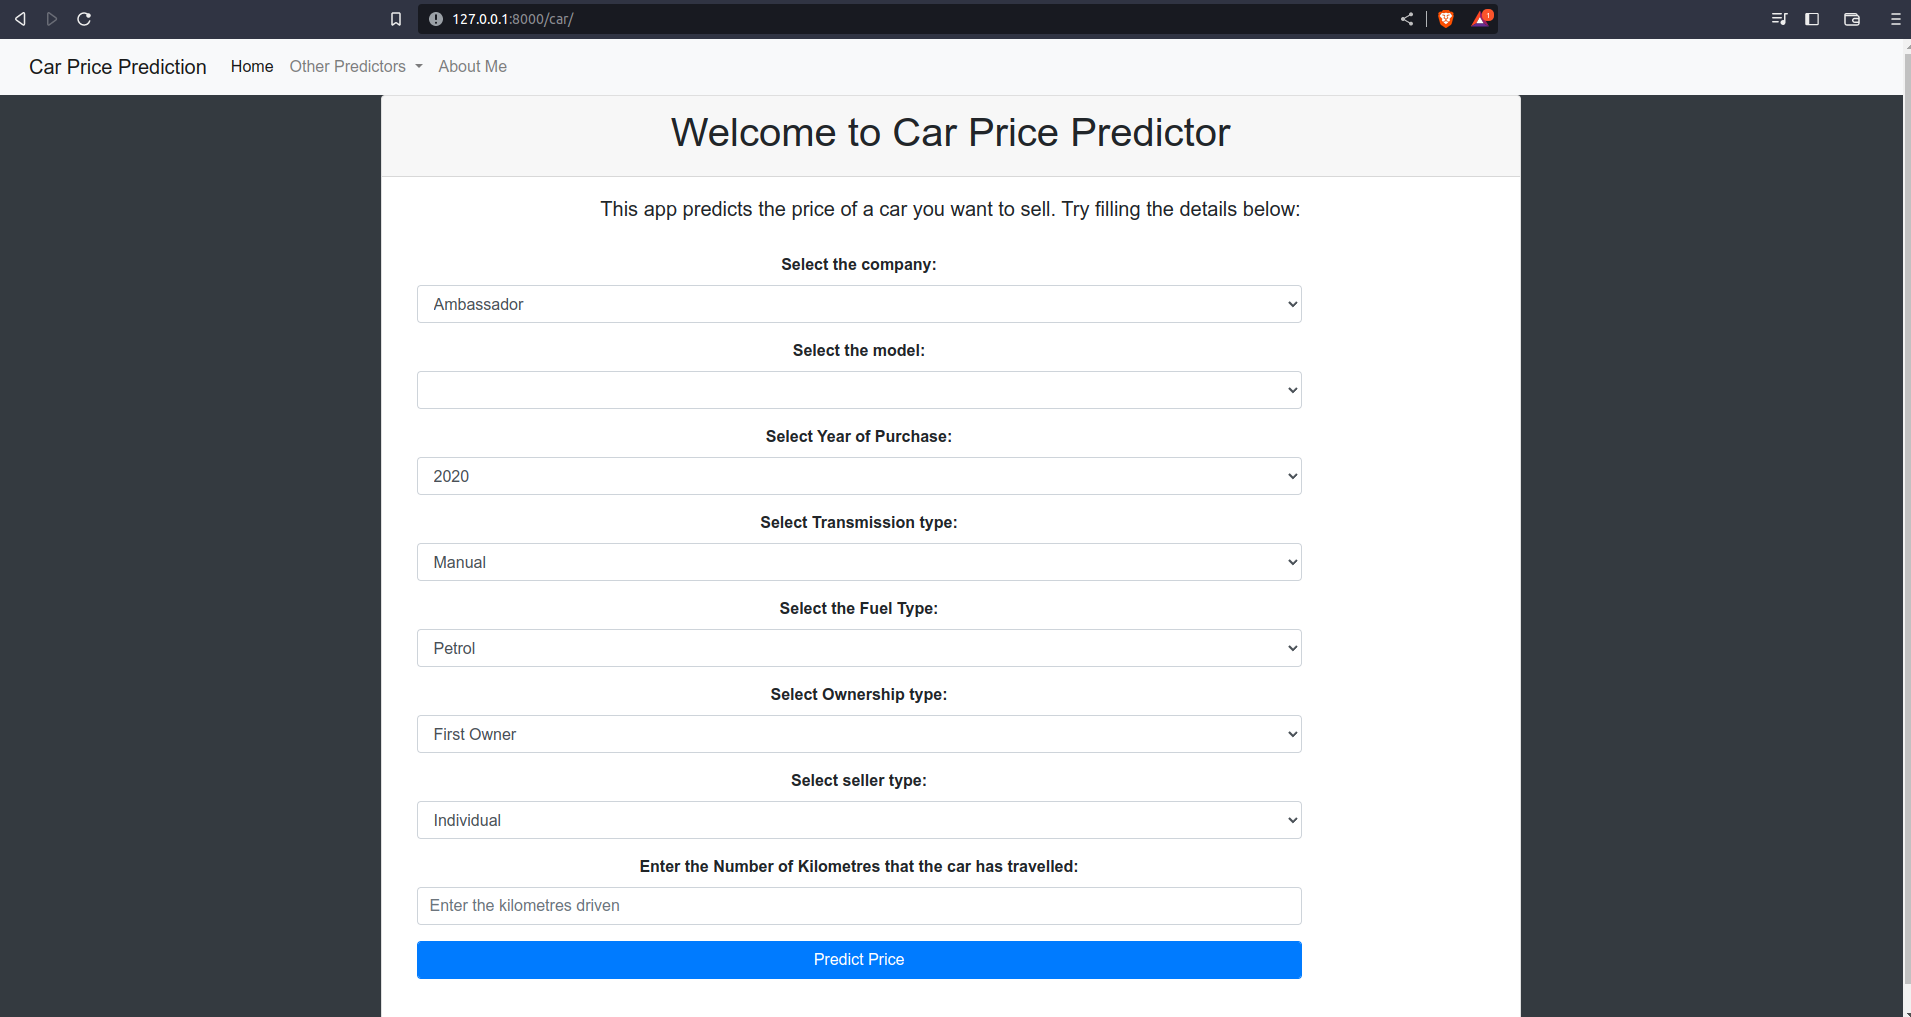 127.0.0.1:8000/car/
1
Car Price Prediction Home Other Predictors About Me
Welcome to Car Price Predictor
This app predicts the price of a car you want to sell. Try filling the details below:
Select the company:
Ambassador
Select the model:
Select Year of Purchase:
2020
Select Transmission type:
Manual
Select the Fuel Type:
Petrol
Select Ownership type:
First Owner
Select seller type:
Individual
Enter the Number of Kilometres that the car has travelled:
Enter the kilometres driven
Predict Price